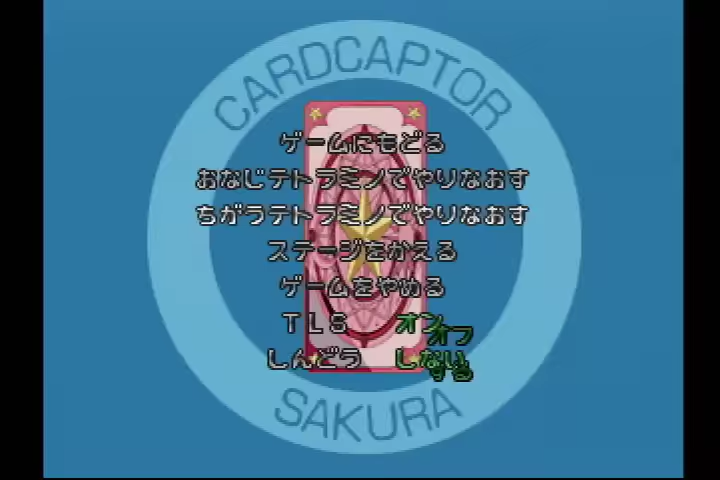 CARDCAPTOR
ゲームにもどる
おなじテトラミノでやりなおす
ちがうテトラミノでやりなおす
ステージをかえる
ゲームをやめる
TLS オン オフ
しんどう しない する
SAKURA